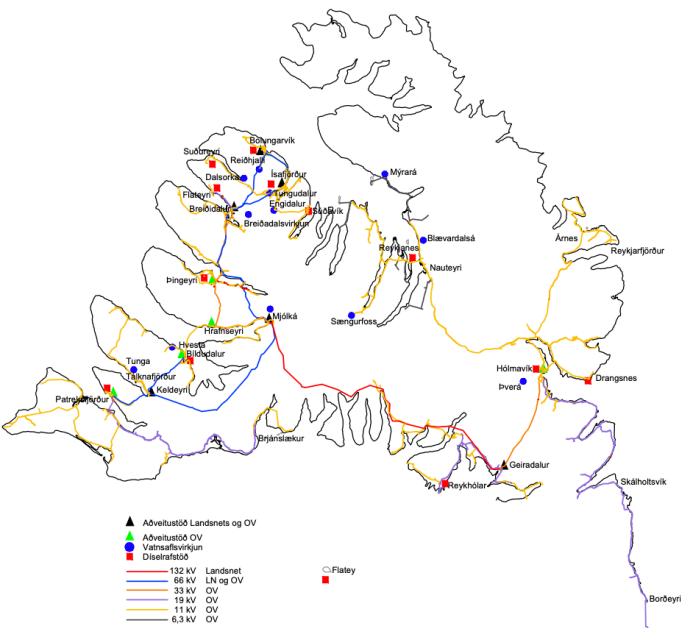 Bolungarvík
Suðureyri
Reiðhjalli
Dalsorka
Ísafjörður
Mýrará
Flateyri
Tungudalur
Engidalur
Breiðidalur
Súðavík
Breiðadalsvirkjun
Blævardalsá
Árnes
Reykjanes
Reykjarfjörður
Nauteyri
Þingeyri
Mjólká
Sængurfoss
Hrafnseyri
Hvesta
Bíldudalur
Tunga
Hólmavík
Tálknafjörður
Drangsnes
Keldeyri
Þverá
Patreksfjörður
Brjánslækur
Geiradalur
Skálholtsvík
Reykhólar
Aðveitustöð Landsnets og OV
Aðveitustöð OV
Vatnsaflsvirkjun
Díselrafstöð
132 kV Landsnet
Flatey
66 kV LN og OV
33 kV OV
19 kV OV
11 kV OV
Borðeyri
6,3 kV OV